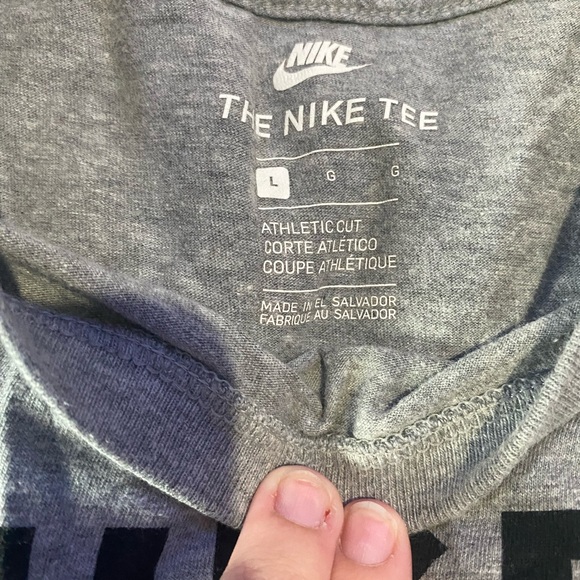 NIKE
THE NIKE TEE
L G G
ATHLETIC CUT
CORTE ATLÉTICO
COUPE ATHLÉTIQUE
MADE IN EL SALVADOR
FABRIQUÉ AU SALVADOR